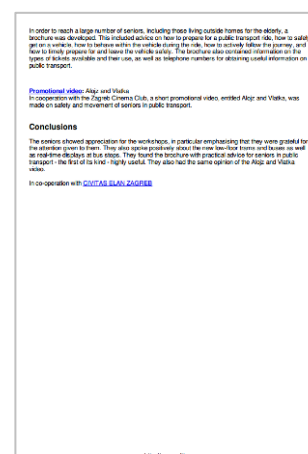 In order to reach a large number of seniors, including those living outside homes for the elderly, a
brochure was developed. This included advice on how to prepare for a public transport ride, how to safely
get on a vehicle, how to behave within the vehicle during the ride, how to actively follow the journey, and
how to timely prepare for and leave the vehicle safely. The brochure also contained information on the
types of tickets available and their use, as well as telephone numbers for obtaining useful information on
public transport.
Promotional video: Alojz and Vlatka
In cooperation with the Zagreb Cinema Club, a short promotional video, entitled Alojz and Vlatka, was
made on safety and movement of seniors in public transport.
Conclusions
The seniors showed appreciation for the workshops, in particular emphasising that they were grateful for
the attention given to them. They also spoke positively about the new low-floor trams and buses as well
as real-time displays at bus stops. They found the brochure with practical advice for seniors in public
transport - the first of its kind - highly useful. They also had the same opinion of the Alojz and Vlatka
video.
In co-operation with CIVITAS ELAN ZAGREB